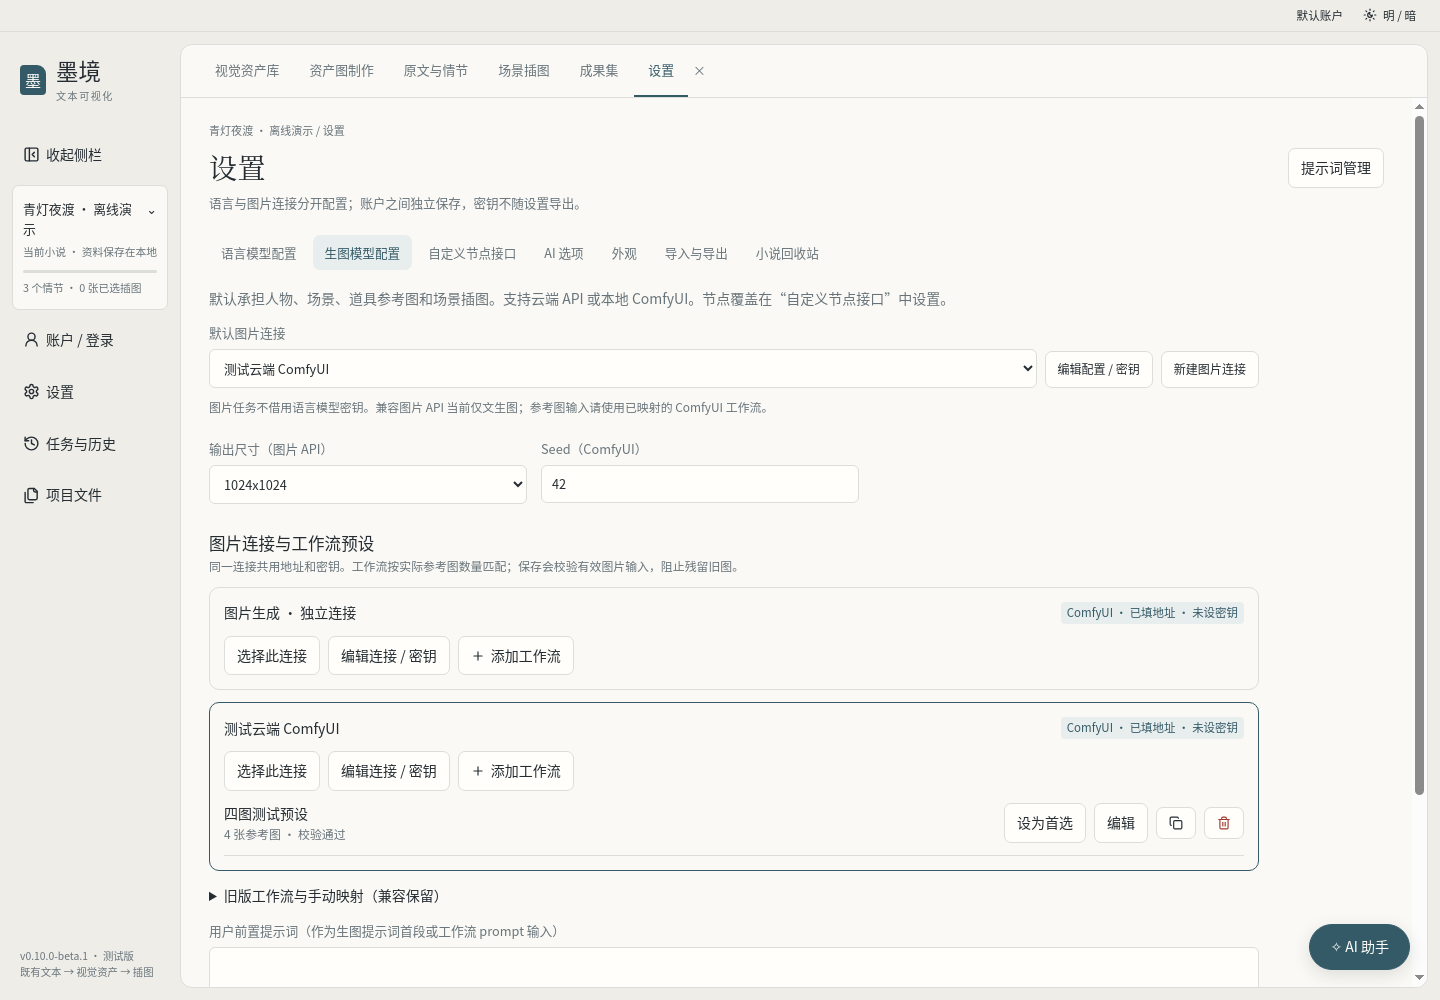 默认账户
明 / 暗
墨
墨境
文本可视化
收起侧栏
青灯夜渡 · 离线演示
当前小说 · 资料保存在本地
3 个情节 · 0 张已选插图
账户 / 登录
设置
任务与历史
项目文件
v0.10.0-beta.1 · 测试版
既有文本 → 视觉资产 → 插图
视觉资产库
资产图制作
原文与情节
场景插图
成果集
设置
×
青灯夜渡 · 离线演示 / 设置
设置
提示词管理
语言与图片连接分开配置；账户之间独立保存，密钥不随设置导出。
语言模型配置
生图模型配置
自定义节点接口
AI 选项
外观
导入与导出
小说回收站
默认承担人物、场景、道具参考图和场景插图。支持云端 API 或本地 ComfyUI。节点覆盖在“自定义节点接口”中设置。
默认图片连接
测试云端 ComfyUI
编辑配置 / 密钥
新建图片连接
图片任务不借用语言模型密钥。兼容图片 API 当前仅文生图；参考图输入请使用已映射的 ComfyUI 工作流。
输出尺寸（图片 API）
Seed（ComfyUI）
1024x1024
42
图片连接与工作流预设
同一连接共用地址和密钥。工作流按实际参考图数量匹配；保存会校验有效图片输入，阻止残留旧图。
图片生成 · 独立连接
ComfyUI · 已填地址 · 未设密钥
选择此连接
编辑连接 / 密钥
＋ 添加工作流
测试云端 ComfyUI
ComfyUI · 已填地址 · 未设密钥
选择此连接
编辑连接 / 密钥
＋ 添加工作流
四图测试预设
4 张参考图 · 校验通过
设为首选
编辑
旧版工作流与手动映射（兼容保留）
用户前置提示词（作为生图提示词首段或工作流 prompt 输入）
✧ AI 助手